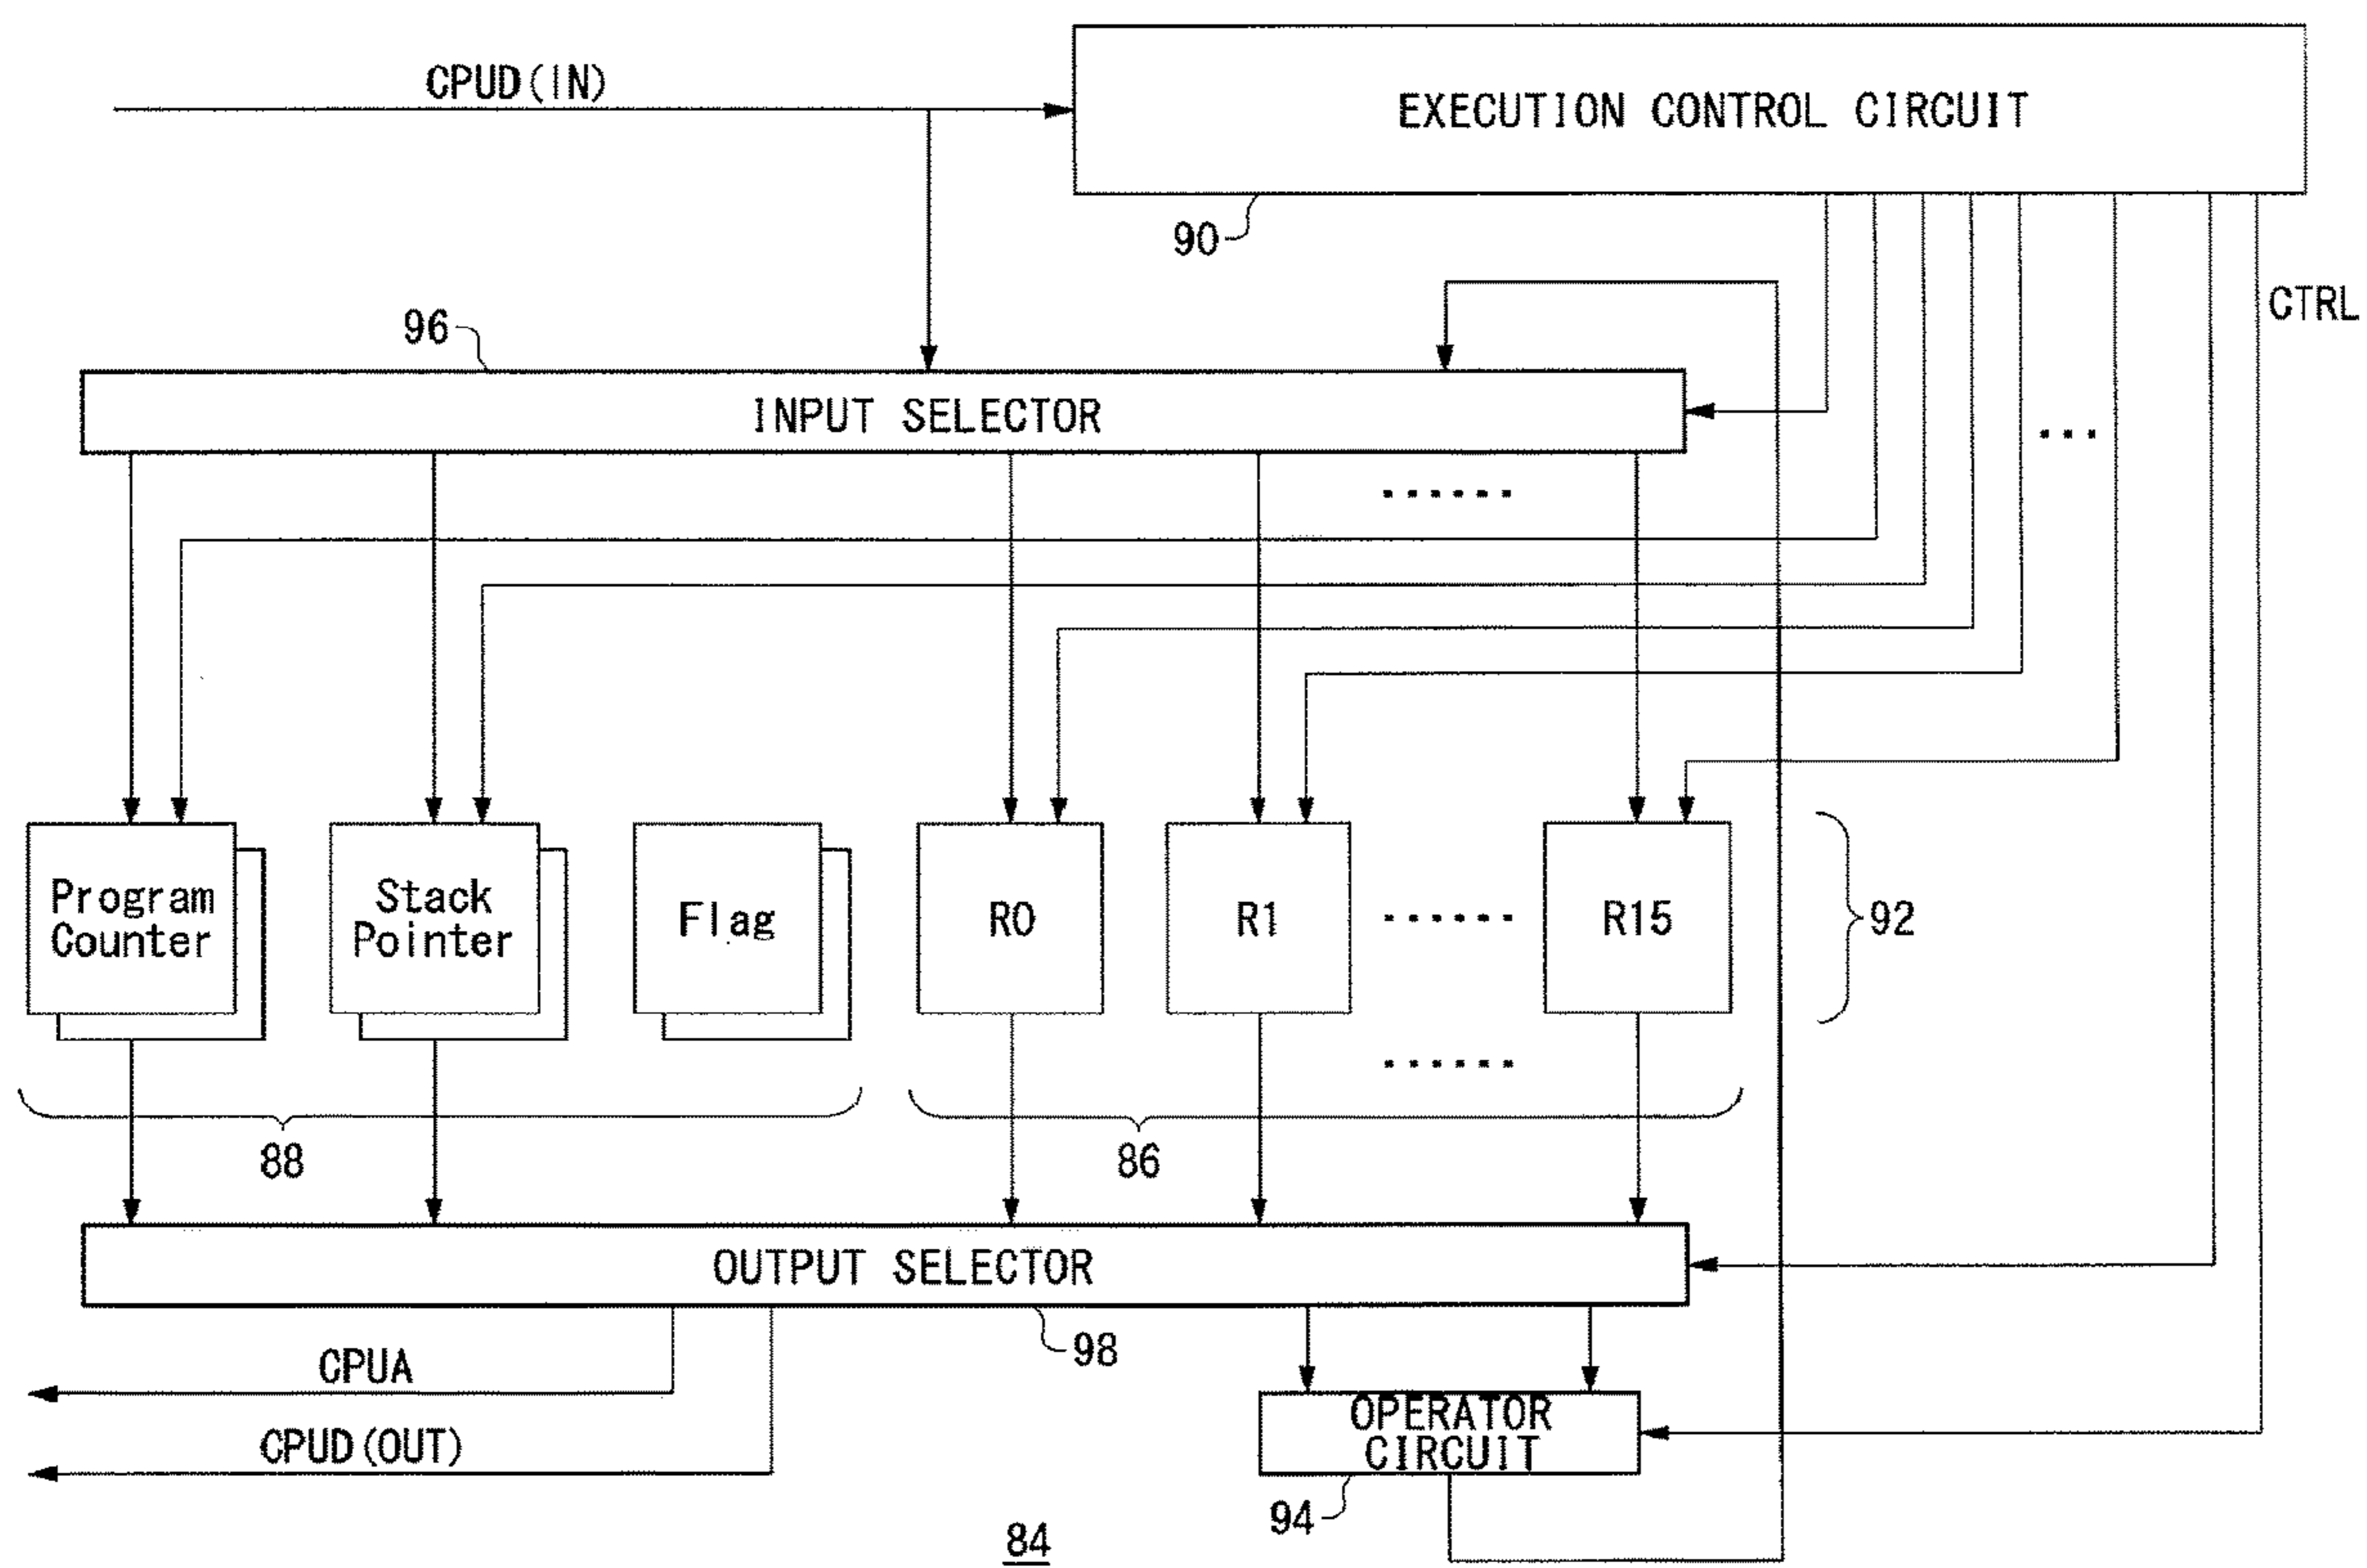 CPUD(IN)
EXECUTION CONTROL CIRCUIT
90
CTRL
96
INPUT SELECTOR
...
......
Program
Counter
Stack
Pointer
Flag
R0
R1
......
R15
92
......
88
86
OUTPUT SELECTOR
98
CPUA
CPUD(OUT)
OPERATOR
CIRCUIT
94
84